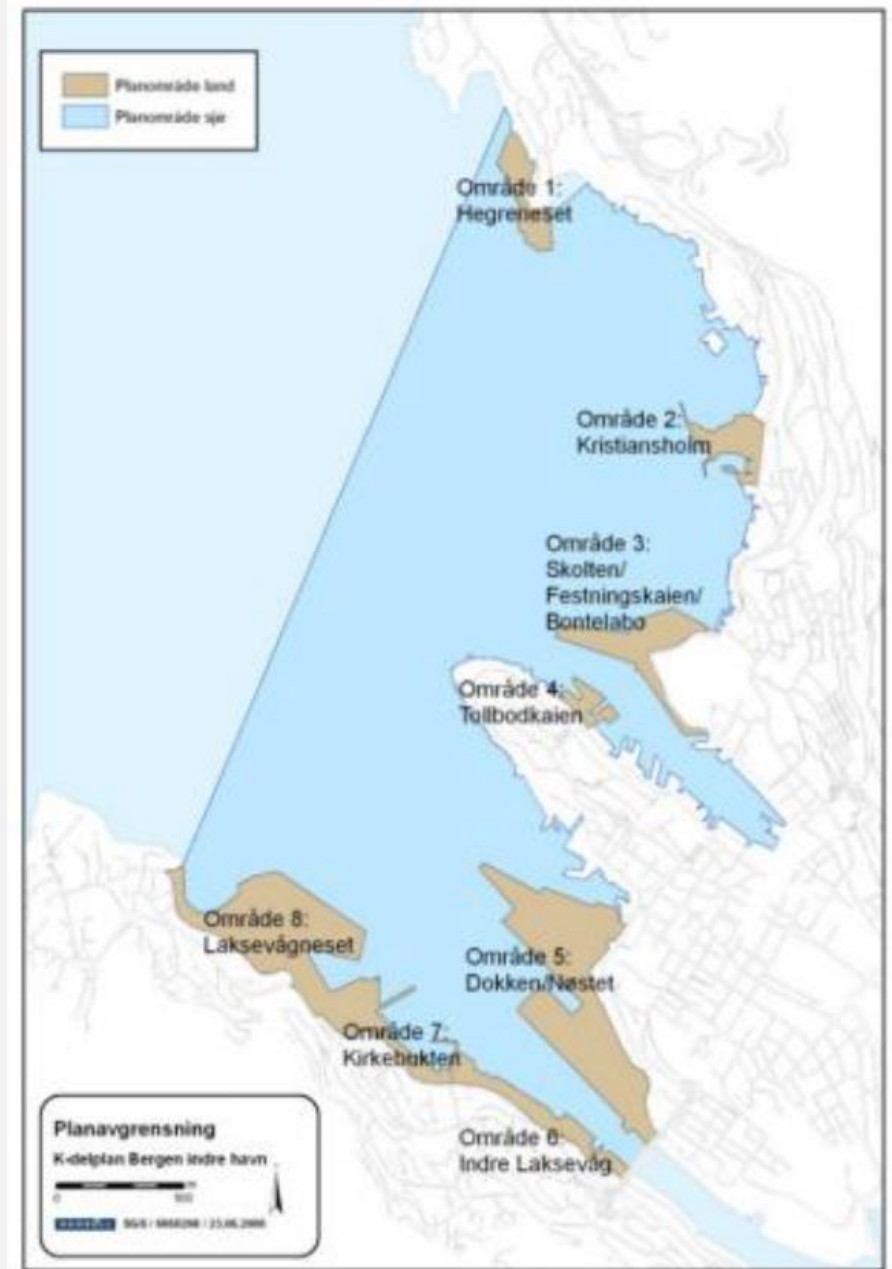 Planområde land
Planområde sjø
Område 1:
Hegreneset
Område 2:
Kristiansholm
Område 3:
Skolten/
Festningskaien/
Bontelabo
Område 4:
Tollbodkaien
Område 5:
Dokken/Nøstet
Område 8:
Laksevågneset
Område 7:
Kirkebukten
Område 6:
Indre Laksevåg
Planavgrensning
K-delplan Bergen indre havn
0
500